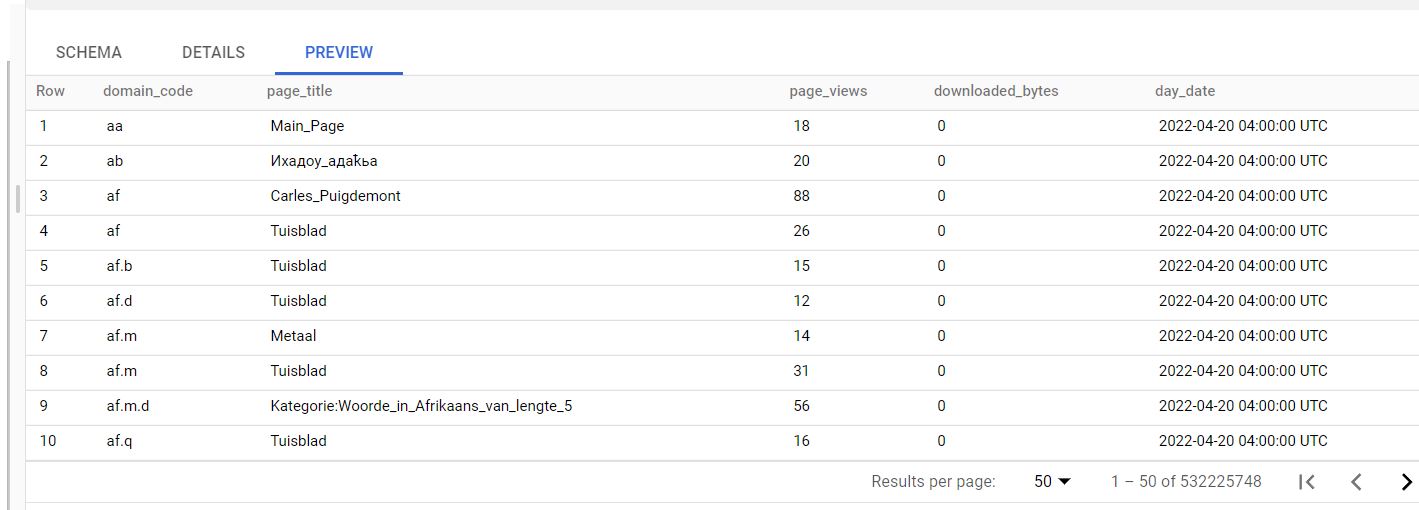 SCHEMA DETAILS PREVIEW
Row domain_code page_title page_views downloaded_bytes day_date
1 aa Main_Page 18 0 2022-04-20 04:00:00 UTC
2 ab Ихадоу_адаҟьа 20 0 2022-04-20 04:00:00 UTC
3 af Carles_Puigdemont 88 0 2022-04-20 04:00:00 UTC
4 af Tuisblad 26 0 2022-04-20 04:00:00 UTC
5 af.b Tuisblad 15 0 2022-04-20 04:00:00 UTC
6 af.d Tuisblad 12 0 2022-04-20 04:00:00 UTC
7 af.m Metaal 14 0 2022-04-20 04:00:00 UTC
8 af.m Tuisblad 31 0 2022-04-20 04:00:00 UTC
9 af.m.d Kategorie:Woorde_in_Afrikaans_van_lengte_5 56 0 2022-04-20 04:00:00 UTC
10 af.q Tuisblad 16 0 2022-04-20 04:00:00 UTC
Results per page: 50 1 – 50 of 532225748